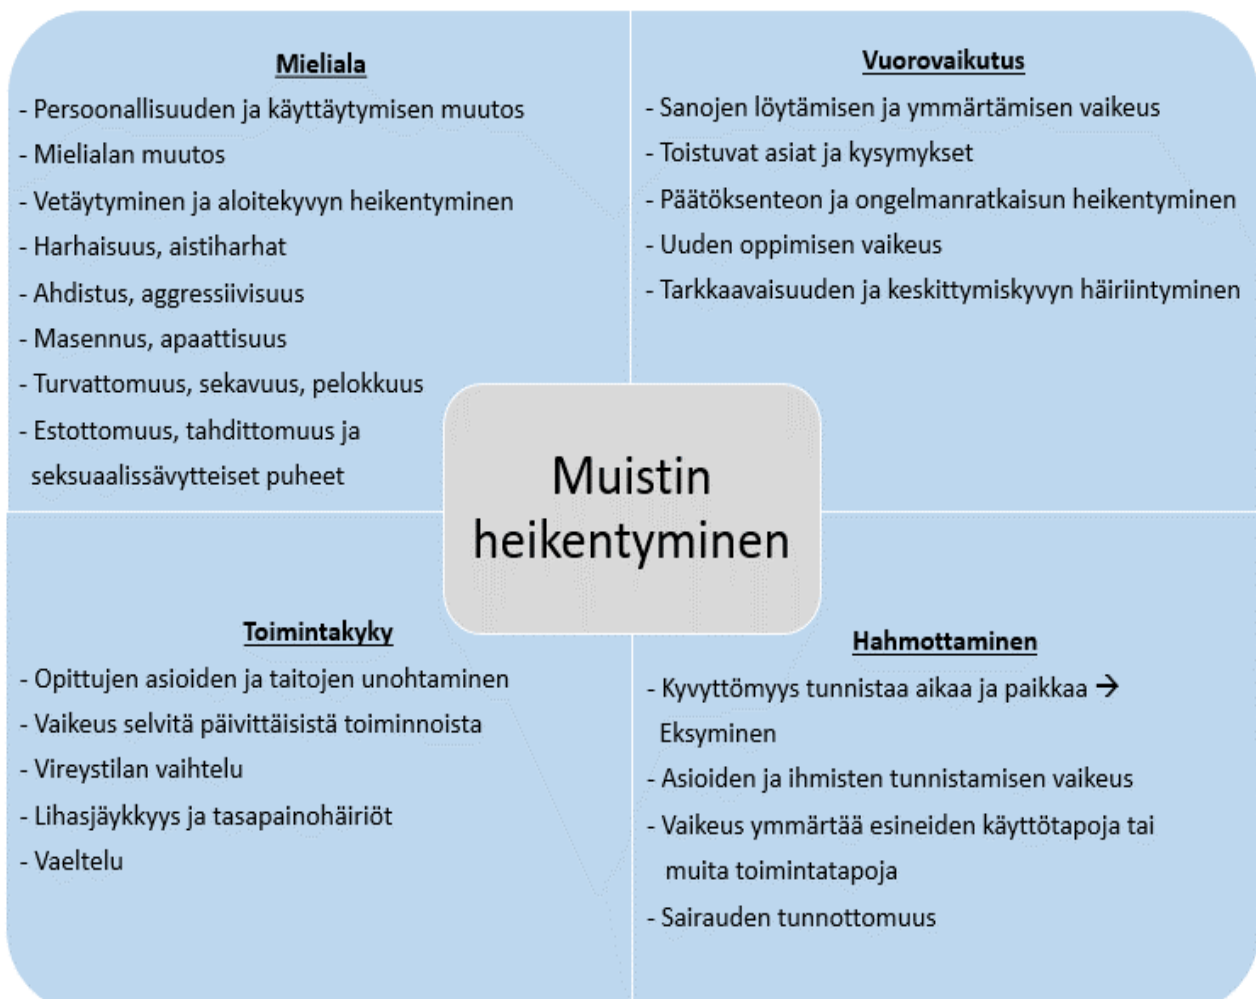 Mieliala
- Persoonallisuuden ja käyttäytymisen muutos
- Mielialan muutos
- Vetäytyminen ja aloitekyvyn heikentyminen
- Harhaisuus, aistiharhat
- Ahdistus, aggressiivisuus
- Masennus, apaattisuus
- Turvattomuus, sekavuus, pelokkuus
- Estottomuus, tahdittomuus ja
seksuaalissävytteiset puheet
Vuorovaikutus
- Sanojen löytämisen ja ymmärtämisen vaikeus
- Toistuvat asiat ja kysymykset
- Päätöksenteon ja ongelmanratkaisun heikentyminen
- Uuden oppimisen vaikeus
- Tarkkaavaisuuden ja keskittymiskyvyn häiriintyminen
Muistin
heikentyminen
Toimintakyky
- Opittujen asioiden ja taitojen unohtaminen
- Vaikeus selvitä päivittäisistä toiminnoista
- Vireystilan vaihtelu
- Lihasjäykkyys ja tasapainohäiriöt
- Vaeltelu
Hahmottaminen
- Kyvyttömyys tunnistaa aikaa ja paikkaa →
Eksyminen
- Asioiden ja ihmisten tunnistamisen vaikeus
- Vaikeus ymmärtää esineiden käyttötapoja tai
muita toimintatapoja
- Sairauden tunnottomuus